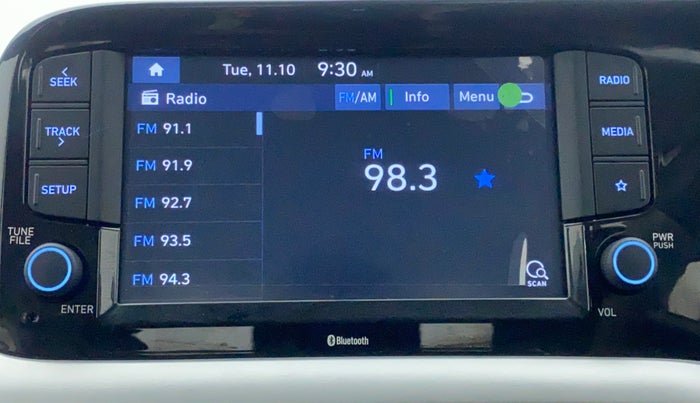 SEEK
TRACK
SETUP
TUNE
FILE
ENTER
Tue, 11.10 9:30 AM
Radio FM/AM Info Menu
FM 91.1
FM 91.9
FM 92.7
FM 93.5
FM 94.3
FM
98.3
SCAN
RADIO
MEDIA
PWR
PUSH
VOL
Bluetooth